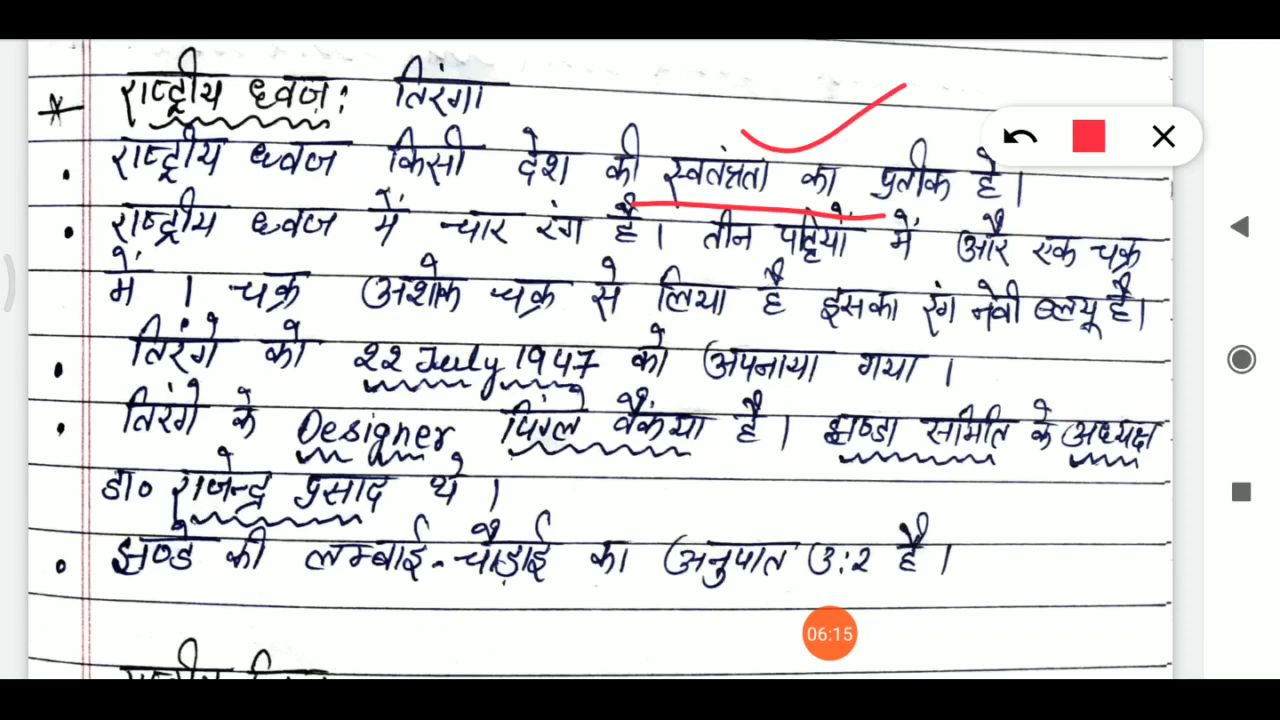 * राष्ट्रीय ध्वज: तिरंगा
• राष्ट्रीय ध्वज किसी देश की स्वतंत्रता का प्रतीक है।
• राष्ट्रीय ध्वज में चार रंग है। तीन पट्टियों में और एक चक्र
में । चक्र अशोक चक्र से लिया है इसका रंग नेवी ब्लयू है।
• तिरंगे को 22 July 1947 को अपनाया गया ।
• तिरंगे के Designer पिंगले वैकंया है। झण्डा समिति के अध्यक्ष
डा० राजेन्द्र प्रसाद थे ।
• झण्डे की लम्बाई-चौड़ाई का अनुपात 3:2 है ।
06:15